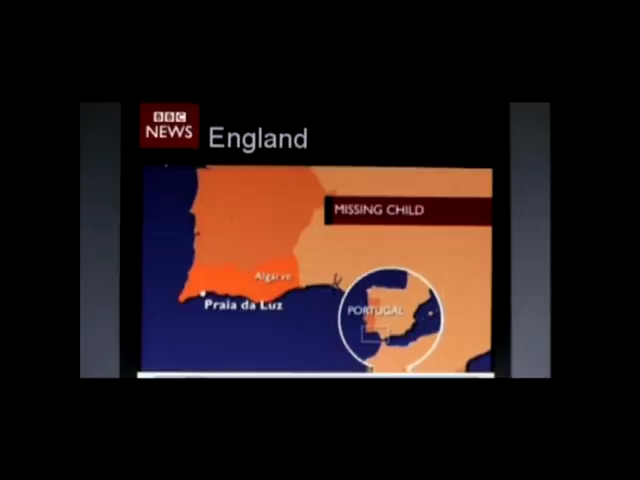 BBC
NEWS
England
MISSING CHILD
Algarve
Praia da Luz
PORTUGAL